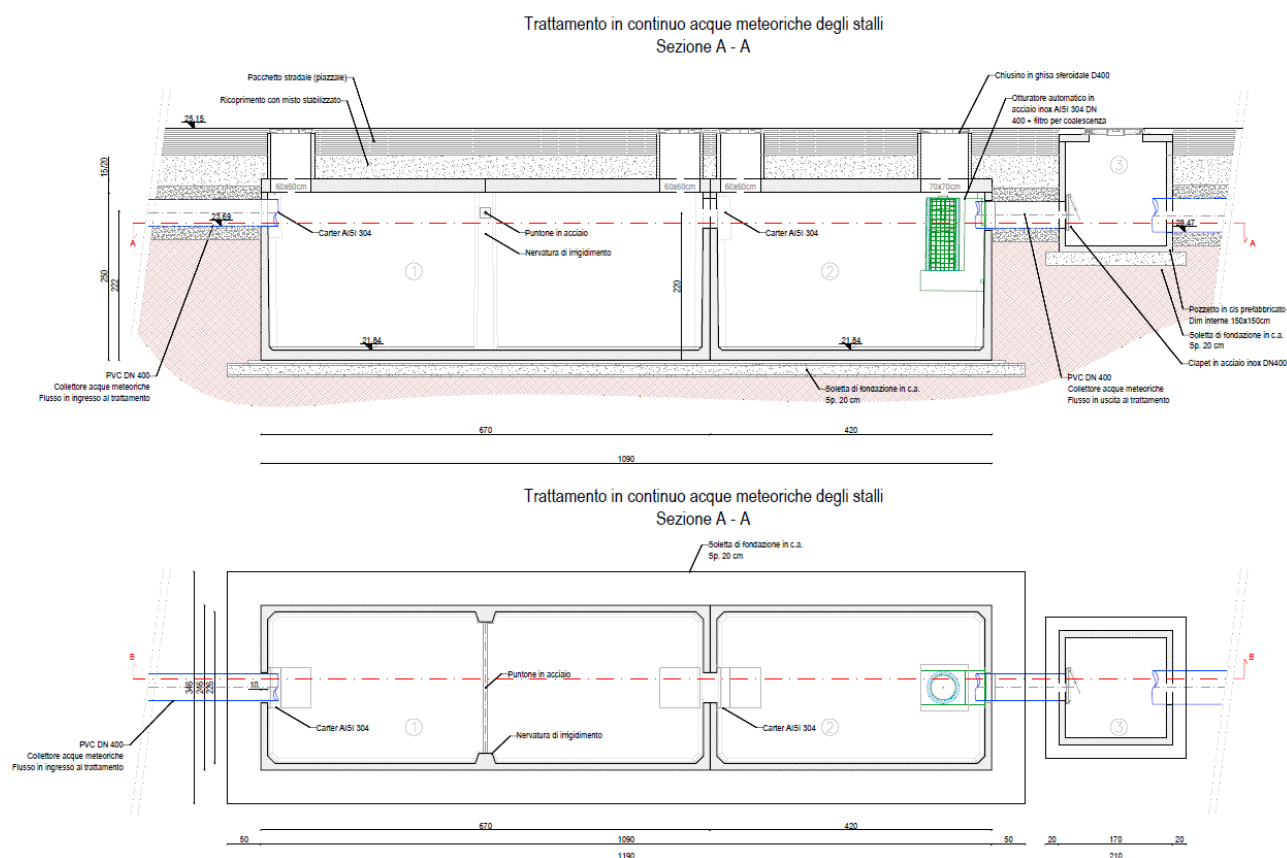 Trattamento in continuo acque meteoriche degli stalli
Sezione A - A
Pacchetto stradale (piazzale)
Ricoprimento con misto stabilizzato
Chiusino in ghisa sferoidale D400
Otturatore automatico in
acciaio inox AISI 304 DN
400 + filtro per coalescenza
25.15
15/20
60x60cm
60x60cm
60x60cm
70x70cm
3
23.69
A
Carter AISI 304
Puntone in acciaio
Nervatura di irrigidimento
Carter AISI 304
23.47
A
1
2
250
222
220
21.64
21.64
Pozzetto in cls prefabbricato
Dim interne 150x150cm
Soletta di fondazione in c.a.
Sp. 20 cm
Clapet in acciaio inox DN400
PVC DN 400
Collettore acque meteoriche
Flusso in ingresso al trattamento
Soletta di fondazione in c.a.
Sp. 20 cm
PVC DN 400
Collettore acque meteoriche
Flusso in uscita al trattamento
670
420
1090
Trattamento in continuo acque meteoriche degli stalli
Sezione A - A
Soletta di fondazione in c.a.
Sp. 20 cm
B
B
346
246
226
10
Puntone in acciaio
Carter AISI 304
1
Nervatura di irrigidimento
Carter AISI 304
2
3
PVC DN 400
Collettore acque meteoriche
Flusso in ingresso al trattamento
670
420
50
1090
50
20
170
20
1190
210